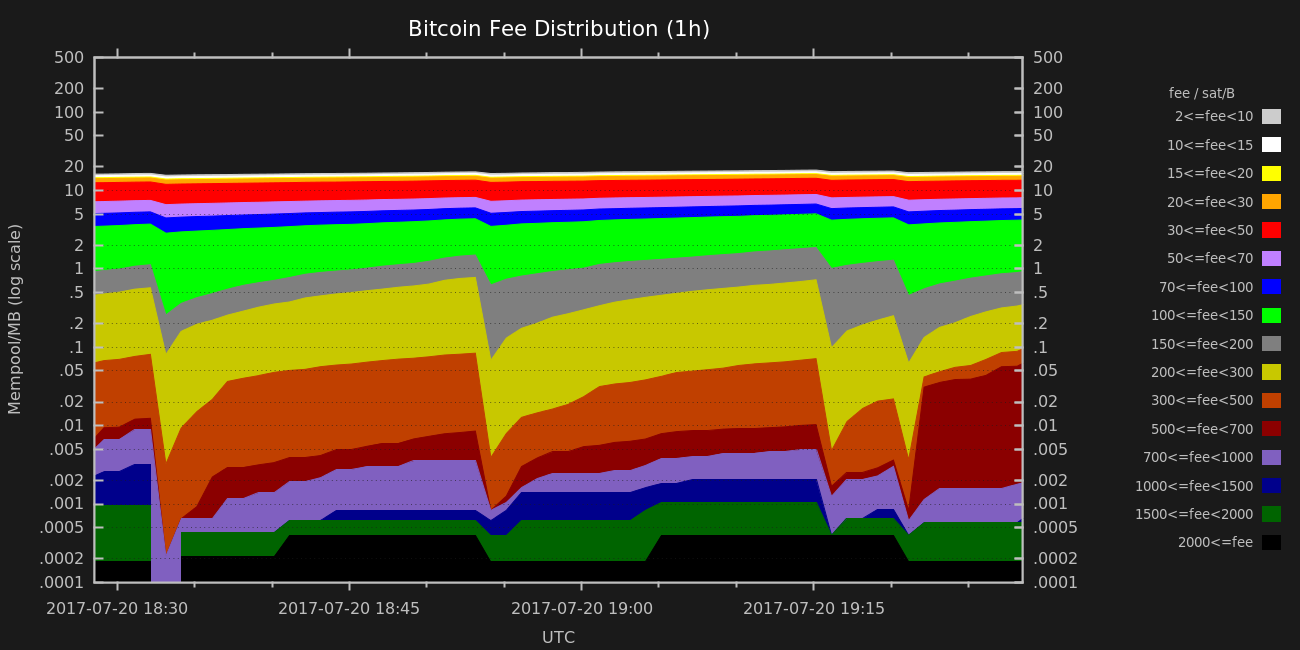 Bitcoin Fee Distribution (1h)
500
200
100
50
20
10
5
2
1
.5
.2
.1
.05
.02
.01
.005
.002
.001
.0005
.0002
.0001
Mempool/MB (log scale)
500
200
100
50
20
10
5
2
1
.5
.2
.1
.05
.02
.01
.005
.002
.001
.0005
.0002
.0001
2017-07-20 18:30 2017-07-20 18:45 2017-07-20 19:00 2017-07-20 19:15
UTC
fee / sat/B
2<=fee<10
10<=fee<15
15<=fee<20
20<=fee<30
30<=fee<50
50<=fee<70
70<=fee<100
100<=fee<150
150<=fee<200
200<=fee<300
300<=fee<500
500<=fee<700
700<=fee<1000
1000<=fee<1500
1500<=fee<2000
2000<=fee